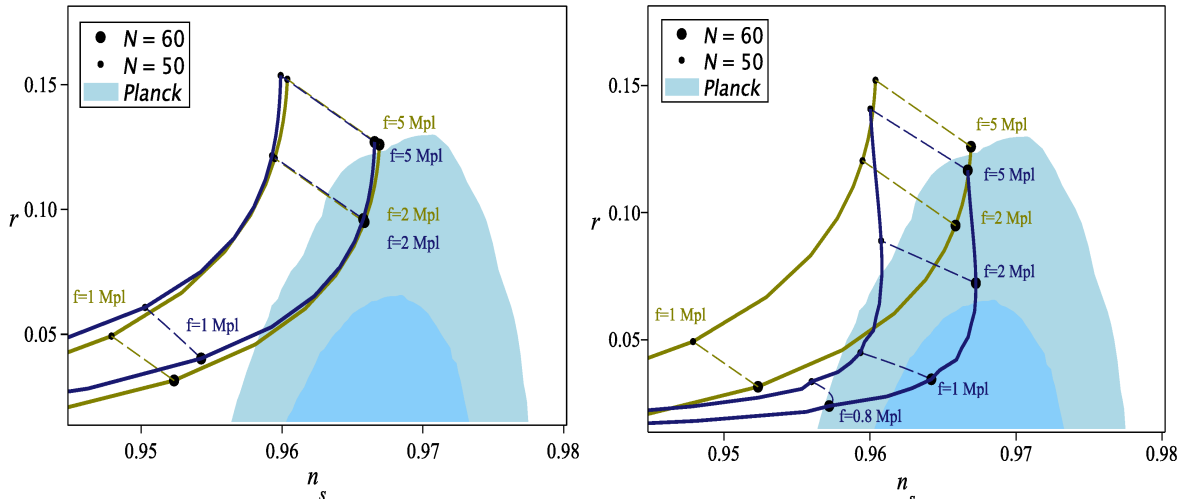 N = 60
N = 50
Planck
0.15
0.10
0.05
r
f=5 Mpl
f=5 Mpl
f=2 Mpl
f=2 Mpl
f=1 Mpl
f=1 Mpl
0.95
0.96
0.97
0.98
n
s
N = 60
N = 50
Planck
0.15
0.10
0.05
r
f=5 Mpl
f=5 Mpl
f=2 Mpl
f=2 Mpl
f=1 Mpl
f=1 Mpl
f=0.8 Mpl
0.95
0.96
0.97
0.98
n
s